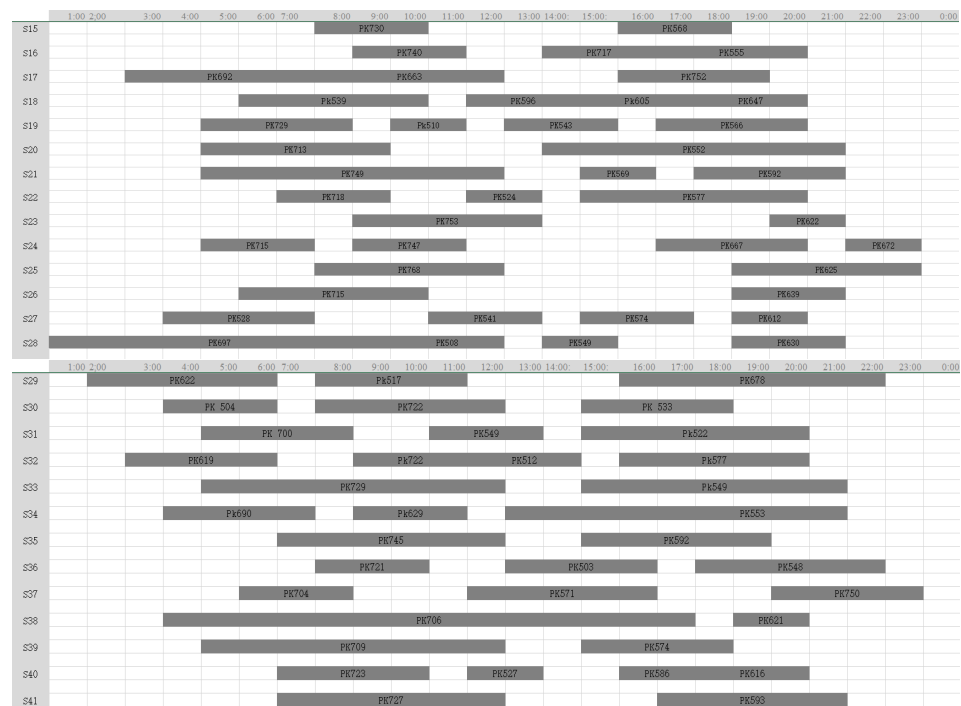 1:00 2:00 3:00 4:00 5:00 6:00 7:00 8:00 9:00 10:00 11:00 12:00 13:00 14:00: 15:00: 16:00 17:00 18:00 19:00 20:00 21:00 22:00 23:00 0:00
S15 PK730 PK568
S16 PK740 PK717 PK555
S17 PK692 PK663 PK752
S18 Pk539 PK596 Pk605 PK647
S19 PK729 Pk510 PK543 PK566
S20 PK713 PK552
S21 PK749 PK569 PK592
S22 PK718 PK524 PK577
S23 PK753 PK622
S24 PK715 PK747 PK667 PK672
S25 PK768 PK625
S26 PK715 PK639
S27 PK528 PK541 PK574 PK612
S28 PK697 PK508 PK549 PK630
1:00 2:00 3:00 4:00 5:00 6:00 7:00 8:00 9:00 10:00 11:00 12:00 13:00 14:00: 15:00: 16:00 17:00 18:00 19:00 20:00 21:00 22:00 23:00 0:00
S29 PK622 Pk517 PK678
S30 PK 504 PK722 PK 533
S31 PK 700 PK549 Pk522
S32 PK619 Pk722 PK512 Pk577
S33 PK729 Pk549
S34 Pk690 Pk629 PK553
S35 PK745 PK592
S36 PK721 PK503 PK548
S37 PK704 PK571 PK750
S38 PK706 PK621
S39 PK709 PK574
S40 PK723 PK527 PK586 PK616
S41 PK727 PK593